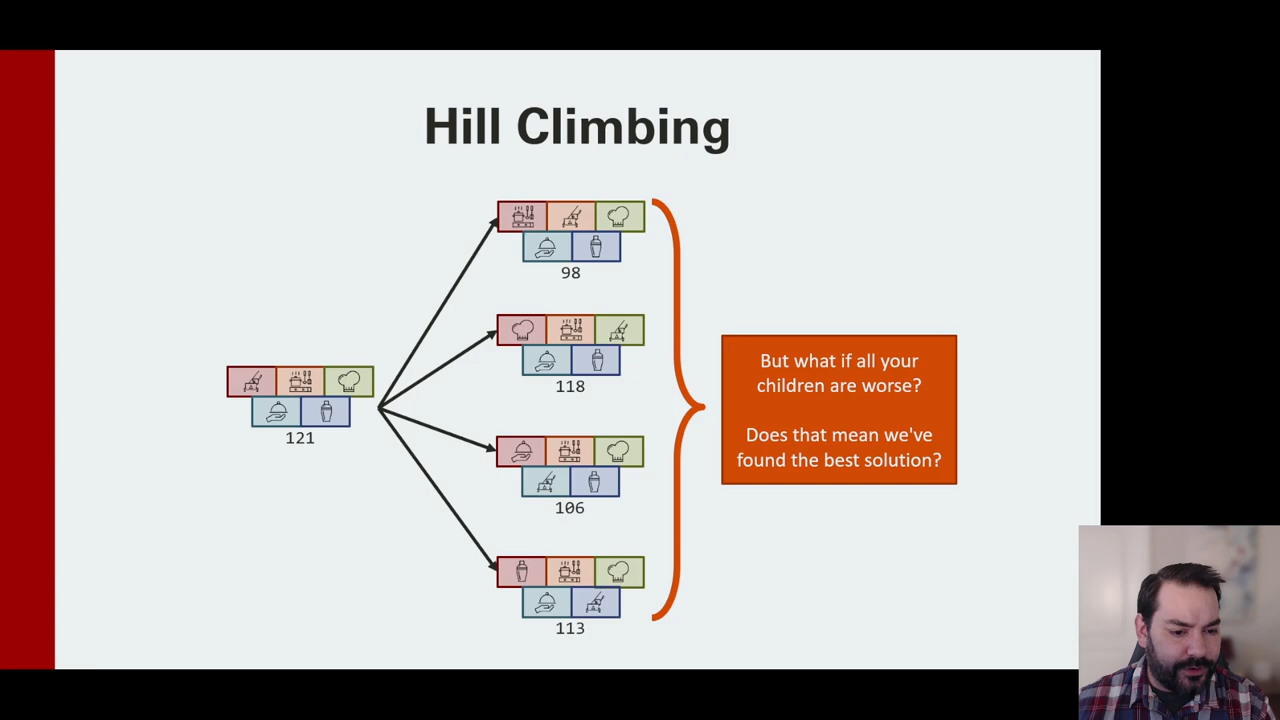 Hill Climbing
98
118
121
106
113
But what if all your
children are worse?
Does that mean we've
found the best solution?